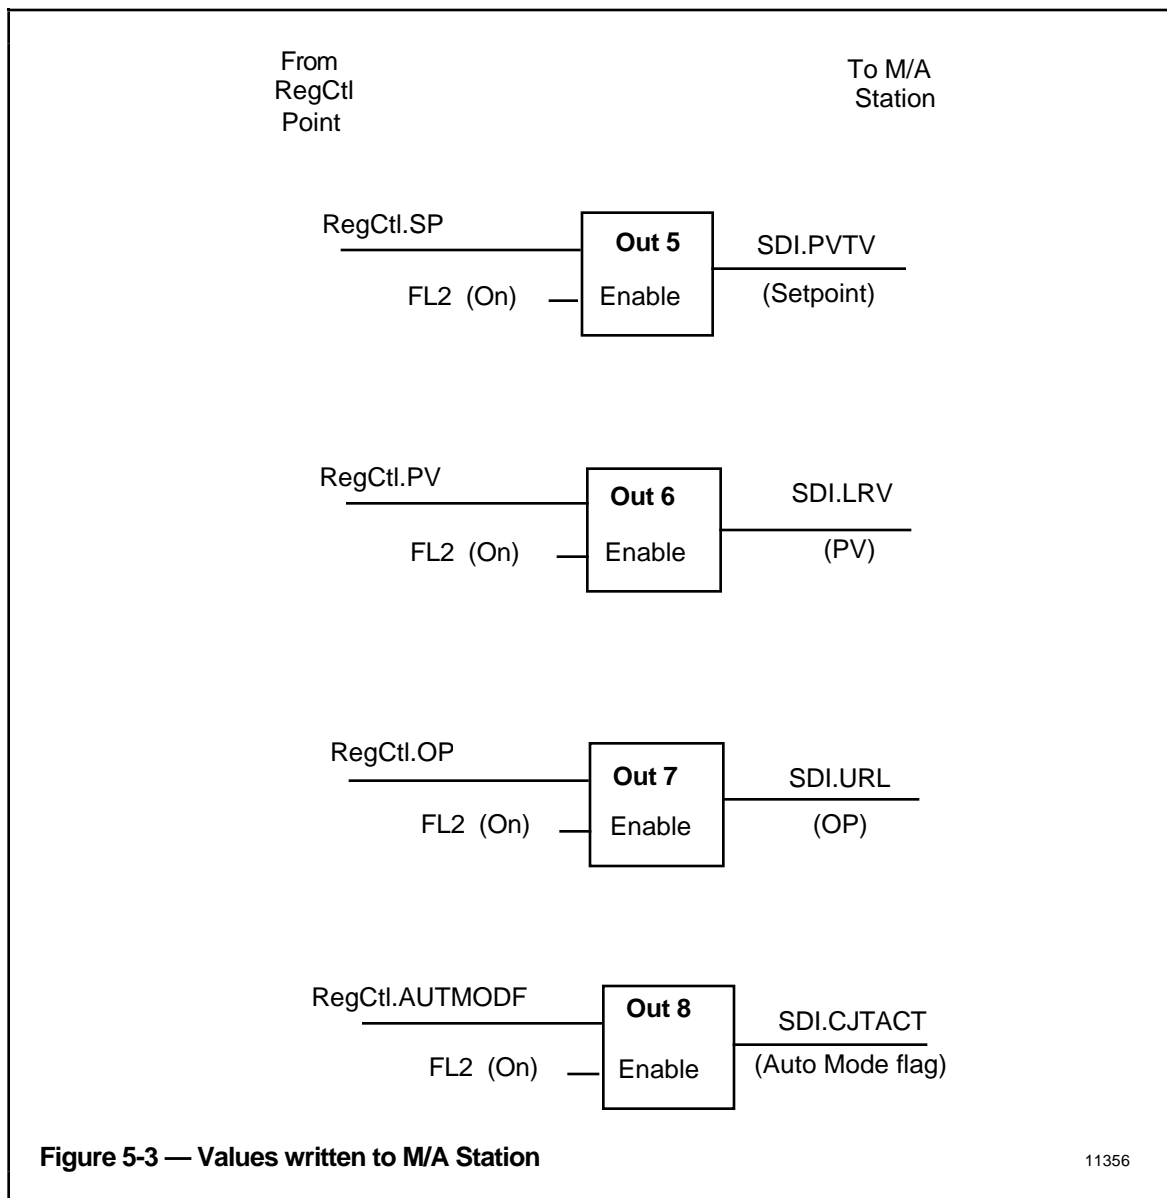 From
RegCtl
Point
To M/A
Station
RegCtl.SP
Out 5
SDI.PVTV
FL2 (On)
Enable
(Setpoint)
RegCtl.PV
Out 6
SDI.LRV
FL2 (On)
Enable
(PV)
RegCtl.OP
Out 7
SDI.URL
FL2 (On)
Enable
(OP)
RegCtl.AUTMODF
Out 8
SDI.CJTACT
FL2 (On)
Enable
(Auto Mode flag)
Figure 5-3 — Values written to M/A Station
11356